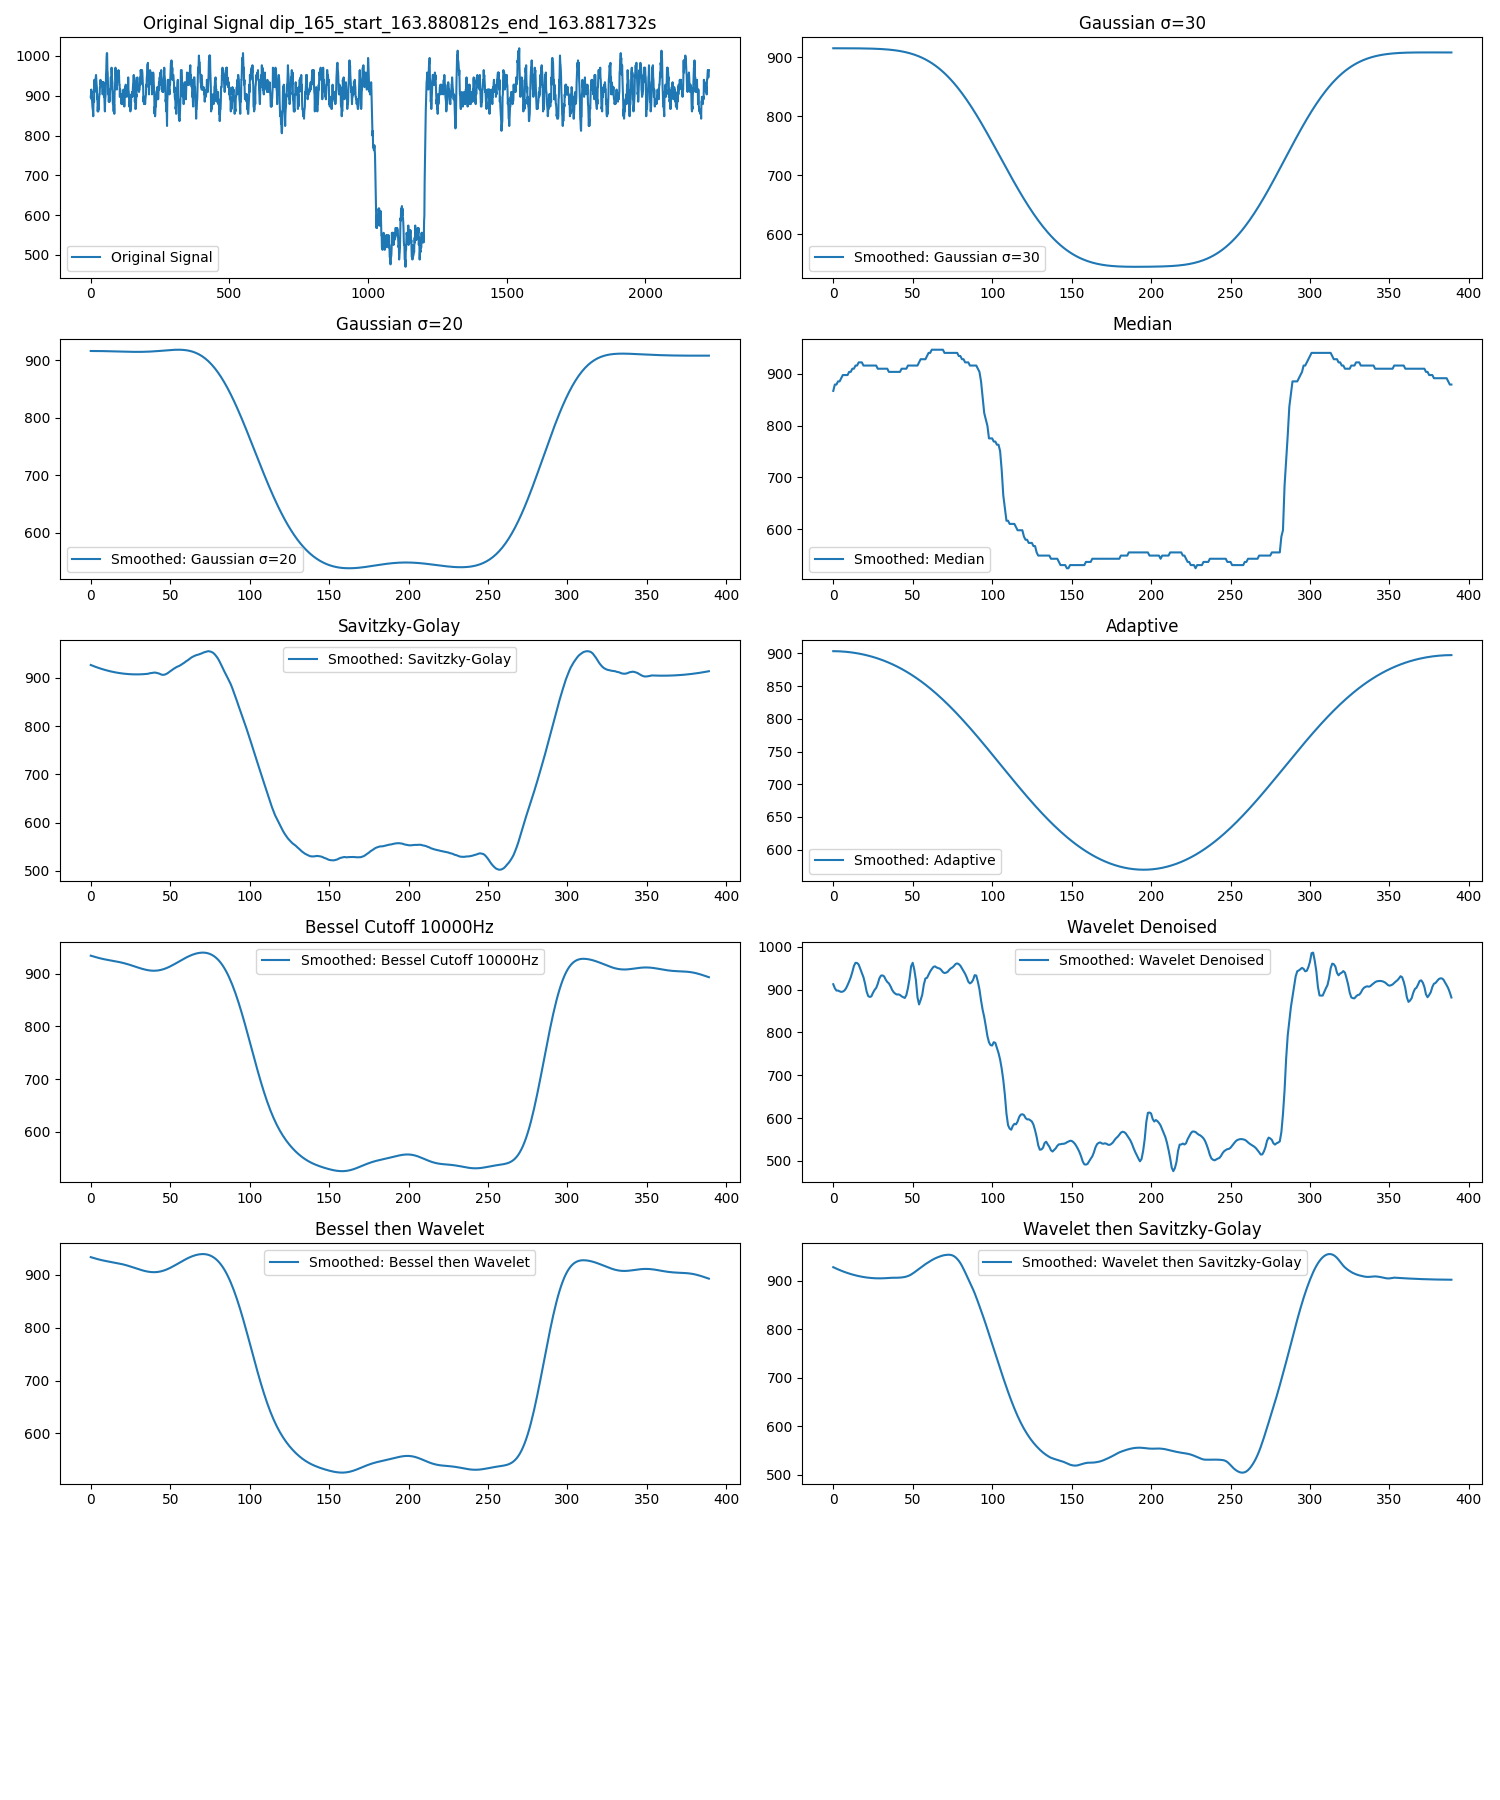 Original Signal dip_165_start_163.880812s_end_163.881732s
1000
900
800
700
600
500
Original Signal
0 500 1000 1500 2000
Gaussian σ=30
900
800
700
600
Smoothed: Gaussian σ=30
0 50 100 150 200 250 300 350 400
Gaussian σ=20
900
800
700
600
Smoothed: Gaussian σ=20
0 50 100 150 200 250 300 350 400
Median
900
800
700
600
Smoothed: Median
0 50 100 150 200 250 300 350 400
Savitzky-Golay
Smoothed: Savitzky-Golay
900
800
700
600
500
0 50 100 150 200 250 300 350 400
Adaptive
900
850
800
750
700
650
600
Smoothed: Adaptive
0 50 100 150 200 250 300 350 400
Bessel Cutoff 10000Hz
Smoothed: Bessel Cutoff 10000Hz
900
800
700
600
0 50 100 150 200 250 300 350 400
Wavelet Denoised
Smoothed: Wavelet Denoised
1000
900
800
700
600
500
0 50 100 150 200 250 300 350 400
Bessel then Wavelet
Smoothed: Bessel then Wavelet
900
800
700
600
0 50 100 150 200 250 300 350 400
Wavelet then Savitzky-Golay
Smoothed: Wavelet then Savitzky-Golay
900
800
700
600
500
0 50 100 150 200 250 300 350 400